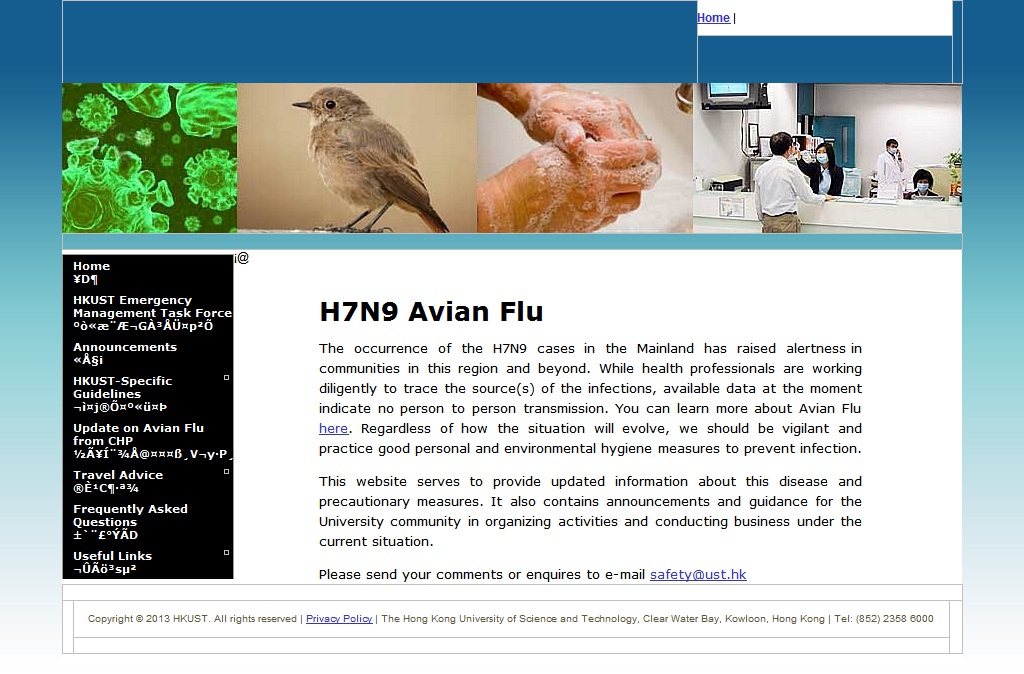 Home |
¡@
Home
¥D¶
HKUST Emergency
Management Task Force
ºò«æ¨Æ¬GÀ³ÅÜ¤p²Õ
Announcements
«Å§i
HKUST-Specific
Guidelines
¬ì¤j®Õ¤º«ü¤Þ
Update on Avian Flu
from CHP
½Ã¥Í¨¾Å@¤¤¤ß¸V¬y·P¸
Travel Advice
®È¹C¶·ª¾
Frequently Asked
Questions
±`¨£°ÝÃD
Useful Links
¬ÛÃö³sµ²
H7N9 Avian Flu
The occurrence of the H7N9 cases in the Mainland has raised alertness in
communities in this region and beyond. While health professionals are working
diligently to trace the source(s) of the infections, available data at the moment
indicate no person to person transmission. You can learn more about Avian Flu
here. Regardless of how the situation will evolve, we should be vigilant and
practice good personal and environmental hygiene measures to prevent infection.
This website serves to provide updated information about this disease and
precautionary measures. It also contains announcements and guidance for the
University community in organizing activities and conducting business under the
current situation.
Please send your comments or enquires to e-mail safety@ust.hk
Copyright © 2013 HKUST. All rights reserved | Privacy Policy | The Hong Kong University of Science and Technology, Clear Water Bay, Kowloon, Hong Kong | Tel: (852) 2358 6000